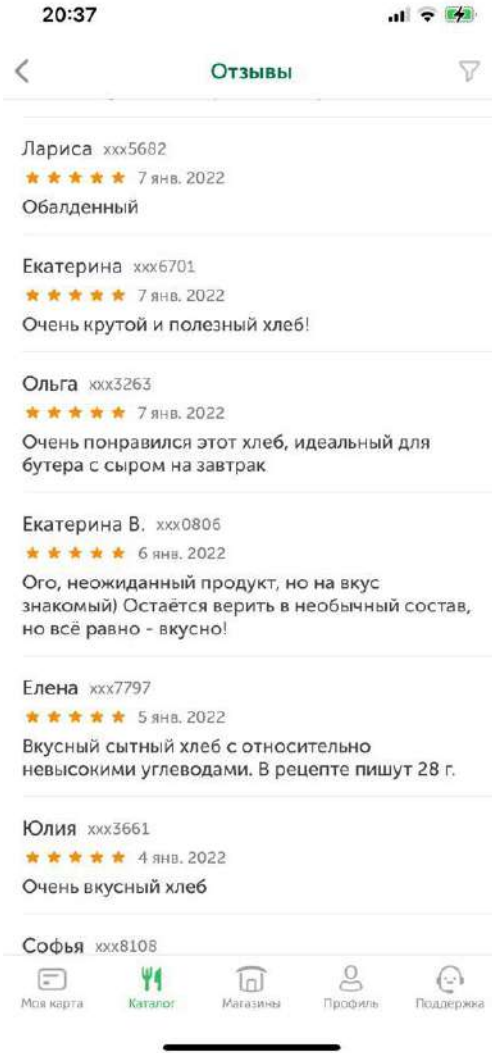 20:37
Отзывы
Лариса xxx5682
7 янв. 2022
Обалденный
Екатерина xxx6701
7 янв. 2022
Очень крутой и полезный хлеб!
Ольга xxx3263
7 янв. 2022
Очень понравился этот хлеб, идеальный для
бутера с сыром на завтрак
Екатерина В. xxx0806
6 янв. 2022
Ого, неожиданный продукт, но на вкус
знакомый) Остаётся верить в необычный состав,
но всё равно - вкусно!
Елена xxx7797
5 янв. 2022
Вкусный сытный хлеб с относительно
невысокими углеводами. В рецепте пишут 28 г.
Юлия xxx3661
4 янв. 2022
Очень вкусный хлеб
Софья xxx8108
Моя карта Каталог Магазины Профиль Поддержка